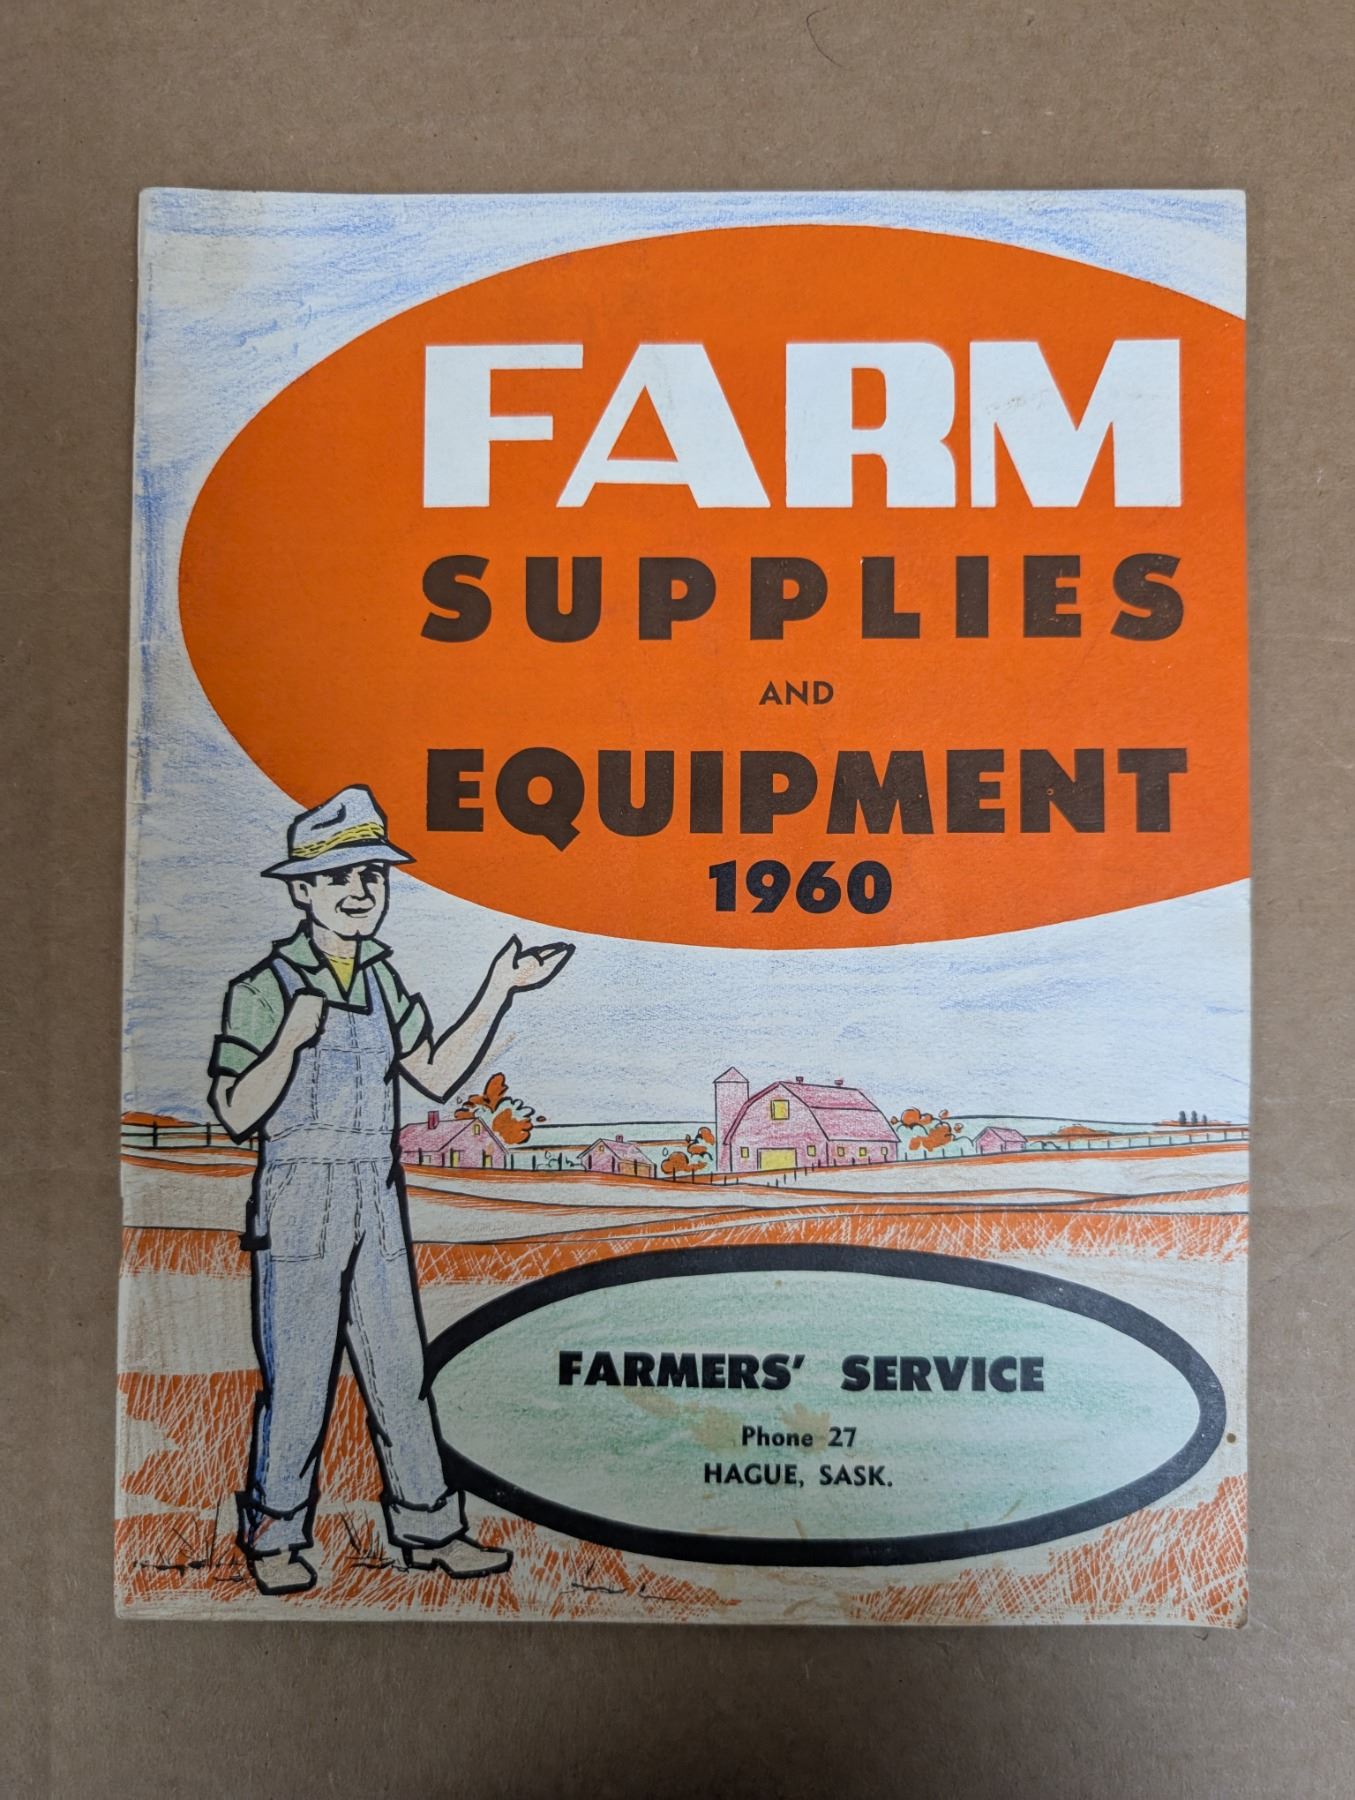 FARM
SUPPLIES
AND
EQUIPMENT
1960
FARMERS' SERVICE
Phone 27
HAGUE, SASK.